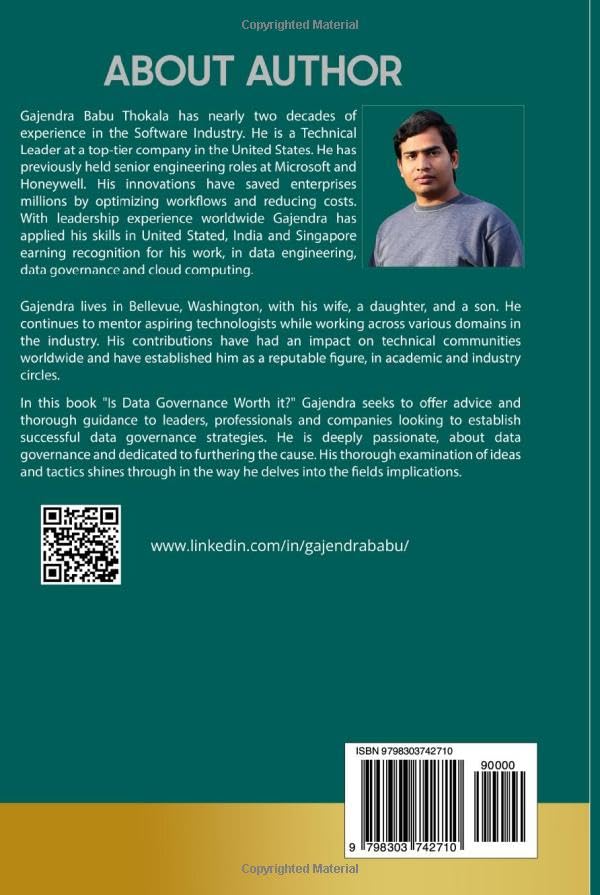 Copyrighted Material
ABOUT AUTHOR
Gajendra Babu Thokala has nearly two decades of
experience in the Software Industry. He is a Technical
Leader at a top-tier company in the United States. He has
previously held senior engineering roles at Microsoft and
Honeywell. His innovations have saved enterprises
millions by optimizing workflows and reducing costs.
With leadership experience worldwide Gajendra has
applied his skills in United Stated, India and Singapore
earning recognition for his work, in data engineering,
data governance and cloud computing.
Gajendra lives in Bellevue, Washington, with his wife, a daughter, and a son. He
continues to mentor aspiring technologists while working across various domains in
the industry. His contributions have had an impact on technical communities
worldwide and have established him as a reputable figure, in academic and industry
circles.
In this book "Is Data Governance Worth it?" Gajendra seeks to offer advice and
thorough guidance to leaders, professionals and companies looking to establish
successful data governance strategies. He is deeply passionate, about data
governance and dedicated to furthering the cause. His thorough examination of ideas
and tactics shines through in the way he delves into the fields implications.
www.linkedin.com/in/gajendrababu/
ISBN 9798303742710
90000
9 798303 742710
Copyrighted Material